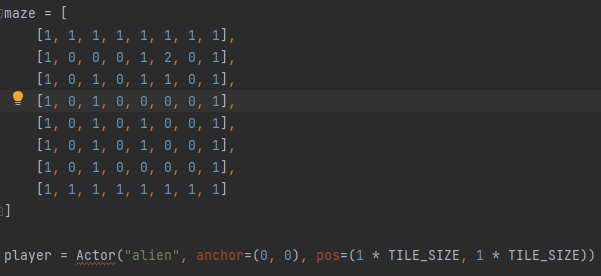 maze = [
    [1, 1, 1, 1, 1, 1, 1, 1],
    [1, 0, 0, 0, 1, 2, 0, 1],
    [1, 0, 1, 0, 1, 1, 0, 1],
    [1, 0, 1, 0, 0, 0, 0, 1],
    [1, 0, 1, 0, 1, 0, 0, 1],
    [1, 0, 1, 0, 1, 0, 0, 1],
    [1, 0, 1, 0, 0, 0, 0, 1],
    [1, 1, 1, 1, 1, 1, 1, 1]
]
player = Actor("alien", anchor=(0, 0), pos=(1 * TILE_SIZE, 1 * TILE_SIZE))